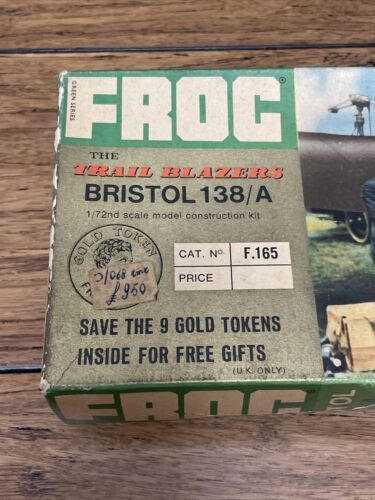 GREEN SERIES
FROG®
THE
TRAIL BLAZERS
BRISTOL 138/A
1/72nd scale model construction kit
GOLD TOKEN
CAT. No. F.165
PRICE
£950
SAVE THE 9 GOLD TOKENS
INSIDE FOR FREE GIFTS
(U.K. ONLY)
FROG